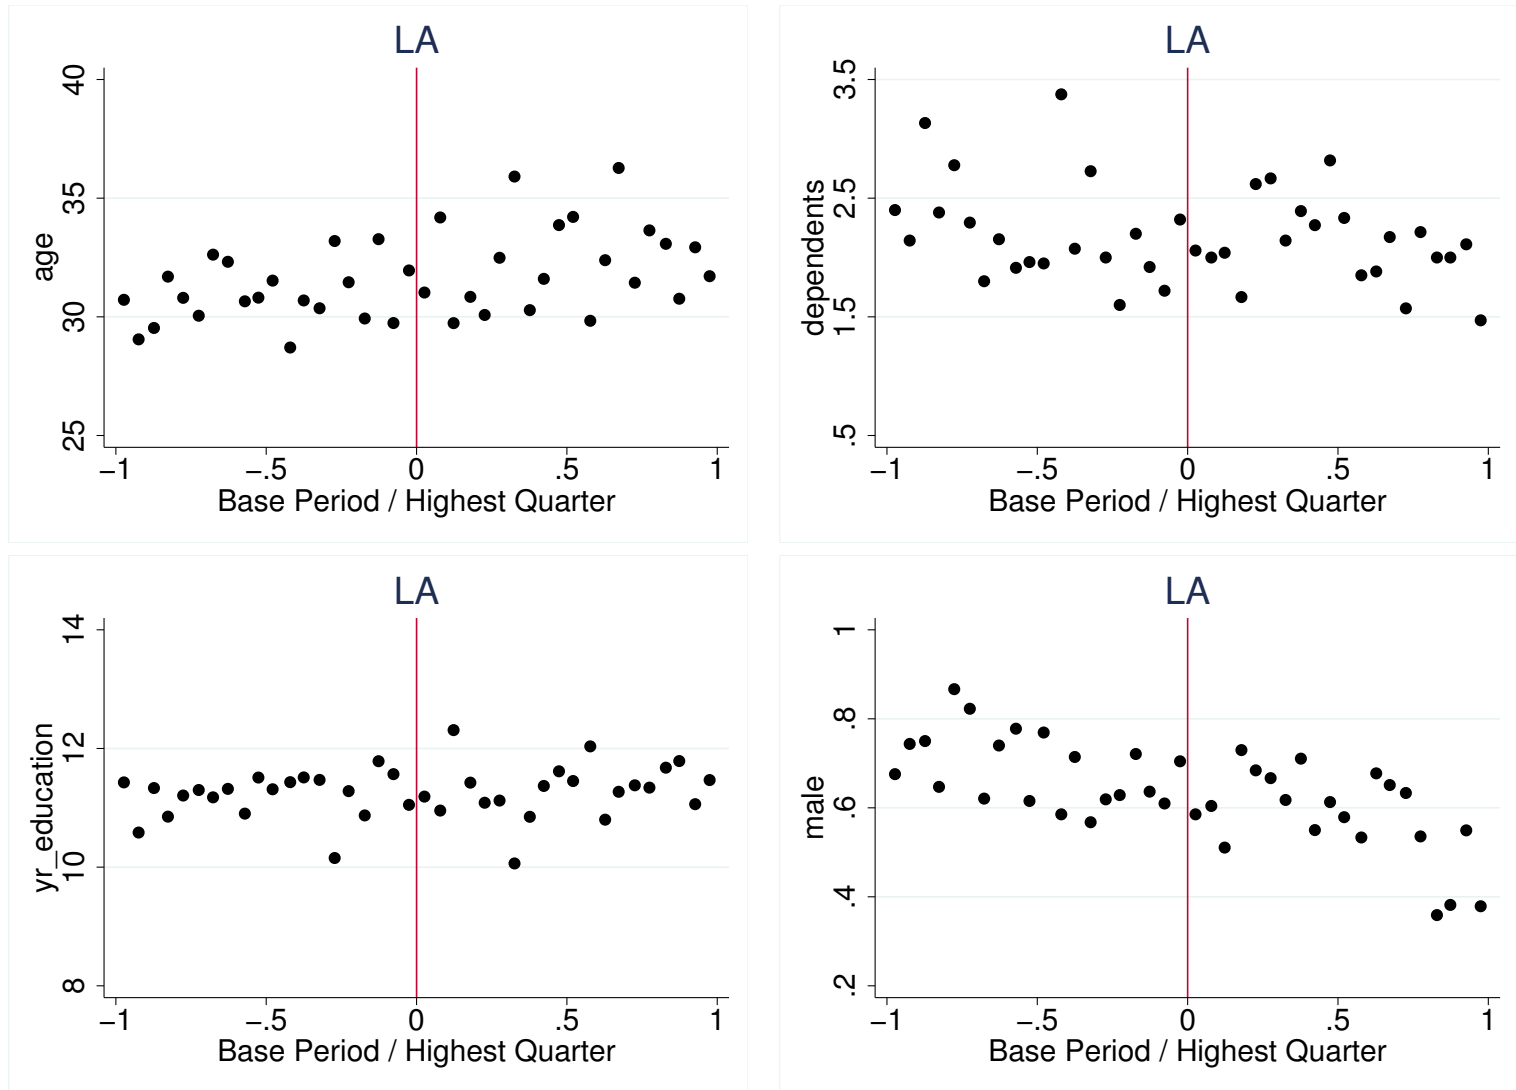 LA
age
40
35
30
25
−1 −.5 0 .5 1
Base Period / Highest Quarter
LA
dependents
3.5
2.5
1.5
.5
−1 −.5 0 .5 1
Base Period / Highest Quarter
LA
yr_education
14
12
10
8
−1 −.5 0 .5 1
Base Period / Highest Quarter
LA
male
1
.8
.6
.4
.2
−1 −.5 0 .5 1
Base Period / Highest Quarter